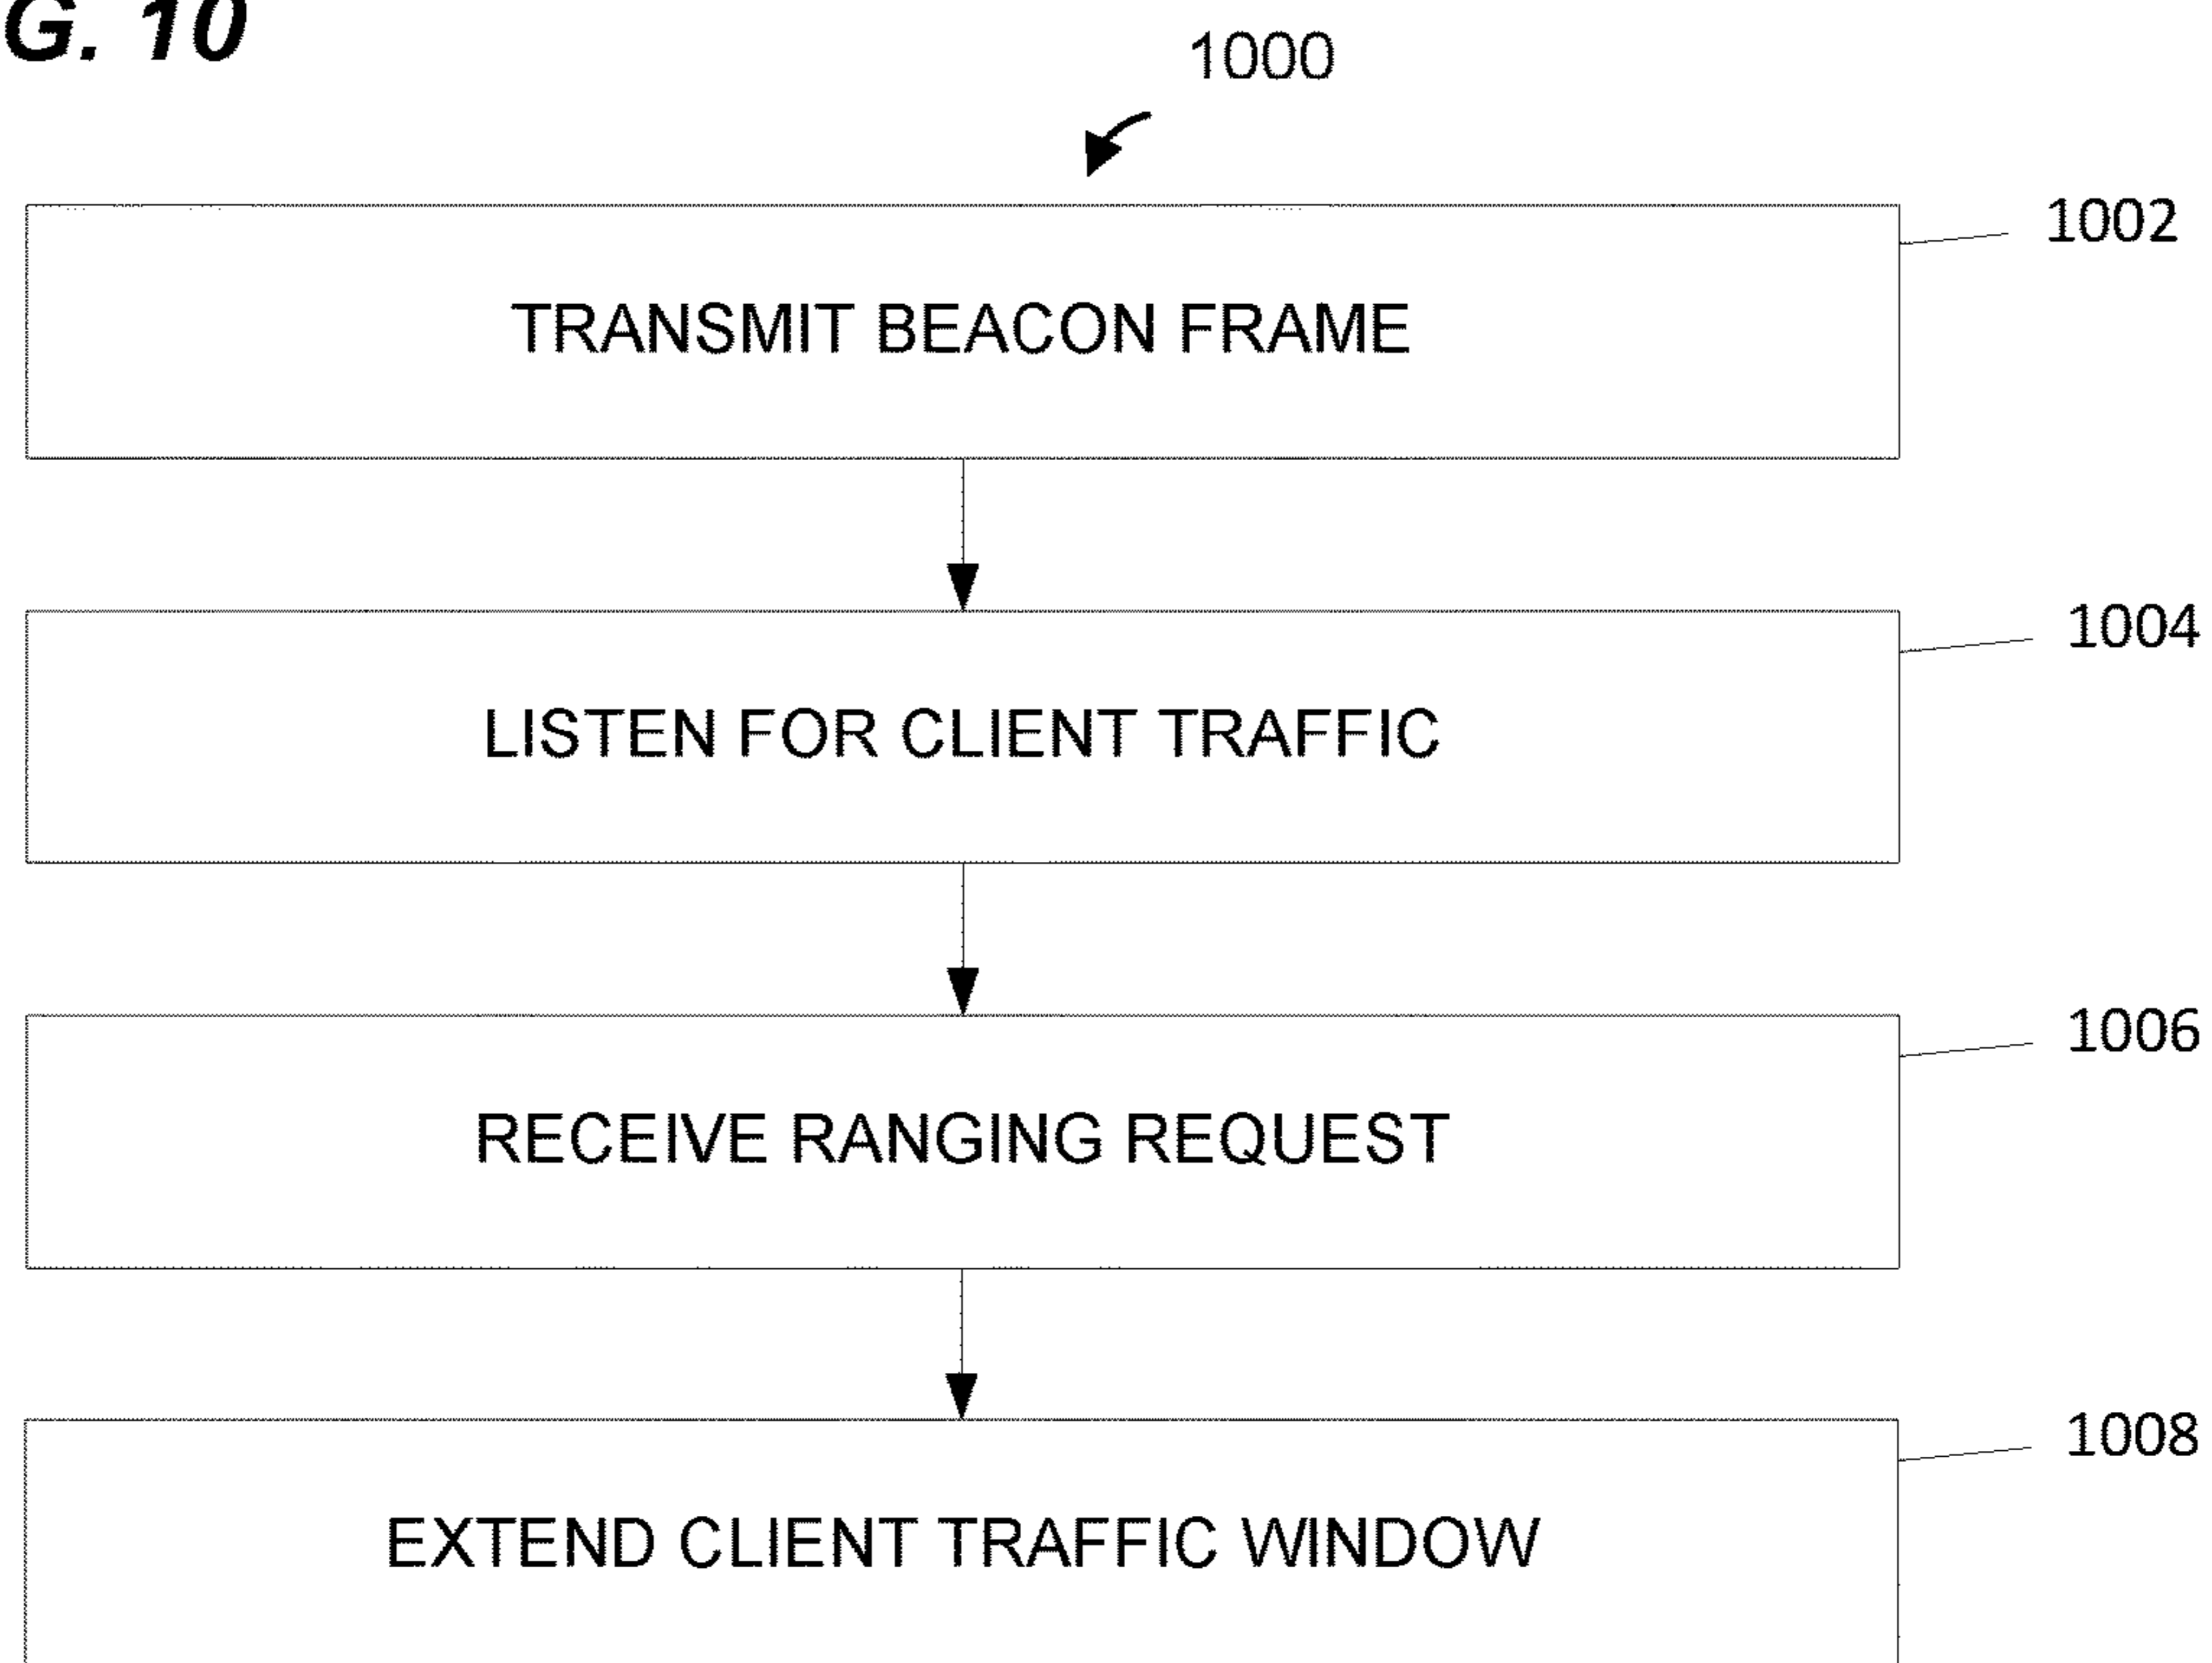 G. 10
1000
1002
TRANSMIT BEACON FRAME
1004
LISTEN FOR CLIENT TRAFFIC
1006
RECEIVE RANGING REQUEST
1008
EXTEND CLIENT TRAFFIC WINDOW